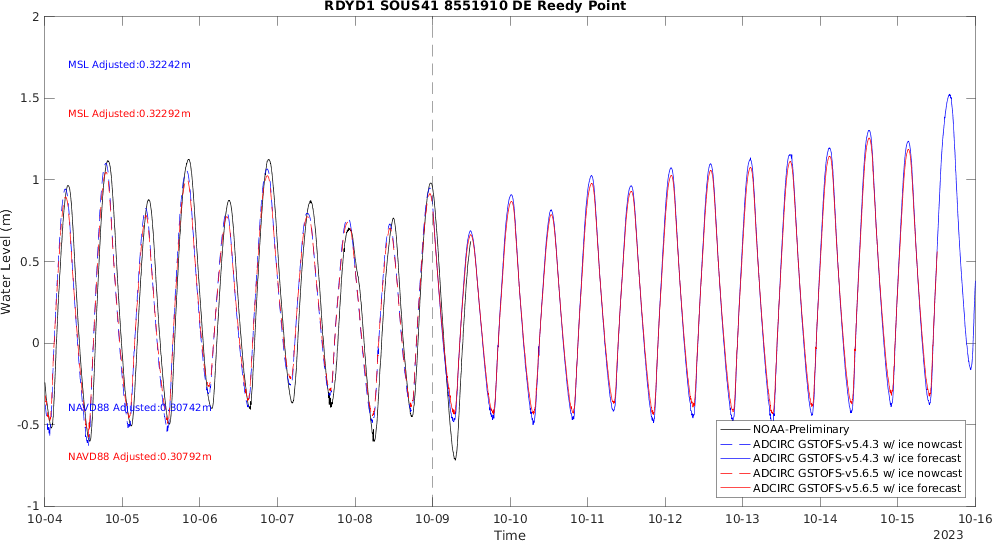 RDYD1 SOUS41 8551910 DE Reedy Point
2
1.5
1
0.5
0
-0.5
-1
Water Level (m)
MSL Adjusted:0.32242m
MSL Adjusted:0.32292m
NAVD88 Adjusted:0.30742m
NAVD88 Adjusted:0.30792m
NOAA-Preliminary
ADCIRC GSTOFS-v5.4.3 w/ ice nowcast
ADCIRC GSTOFS-v5.4.3 w/ ice forecast
ADCIRC GSTOFS-v5.6.5 w/ ice nowcast
ADCIRC GSTOFS-v5.6.5 w/ ice forecast
10-04 10-05 10-06 10-07 10-08 10-09 10-10 10-11 10-12 10-13 10-14 10-15 10-16
Time
2023